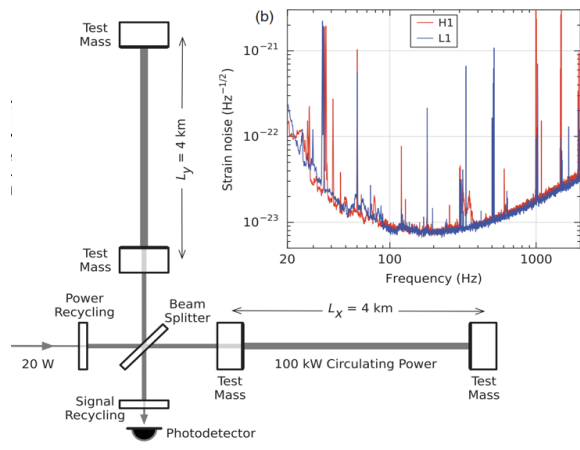 Test
Mass
L_y = 4 km
Test
Mass
Power
Recycling
Beam
Splitter
20 W
Signal
Recycling
Photodetector
L_x = 4 km
100 kW Circulating Power
Test
Mass
Test
Mass
(b)
H1
L1
Strain noise (Hz^{-1/2})
10^{-21}
10^{-22}
10^{-23}
20
100
1000
Frequency (Hz)